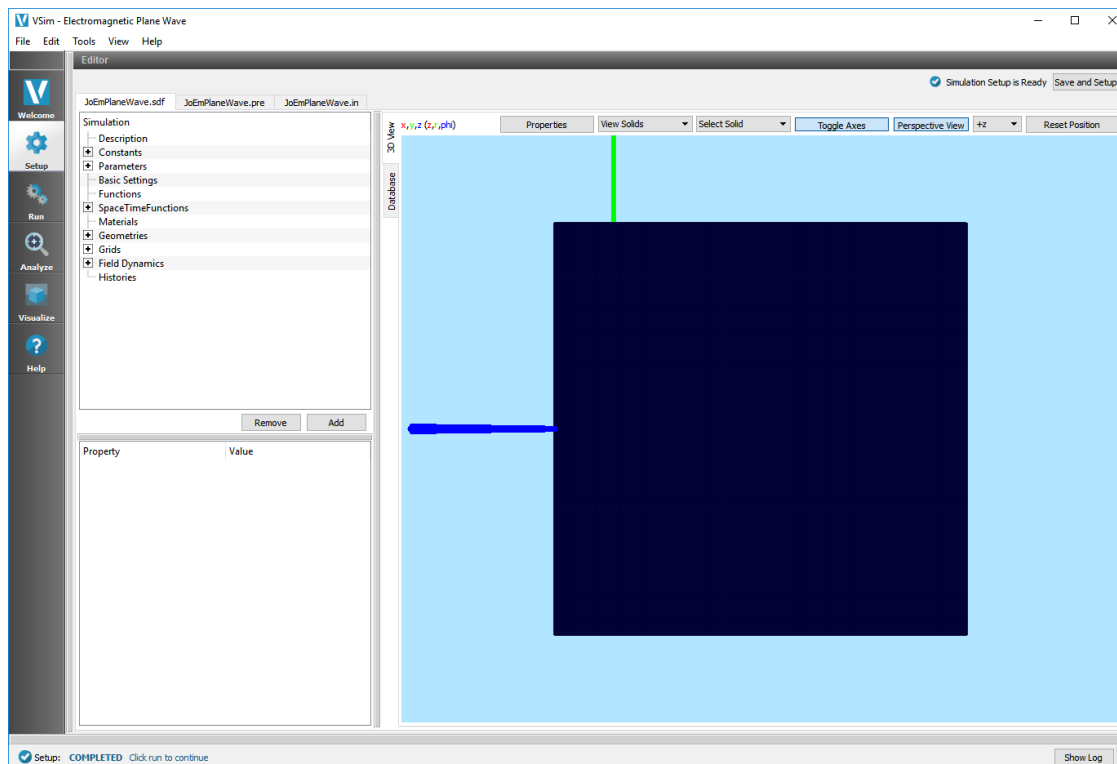 VSim - Electromagnetic Plane Wave
File Edit Tools View Help
Editor
Simulation Setup is Ready Save and Setup
JoEmPlaneWave.sdf JoEmPlaneWave.pre JoEmPlaneWave.in
Welcome
Setup
Run
Analyze
Visualize
Help
Simulation
Description
Constants
Parameters
Basic Settings
Functions
SpaceTimeFunctions
Materials
Geometries
Grids
Field Dynamics
Histories
Remove Add
Property Value
3D View
Database
x,y,z (z,r,phi) Properties View Solids Select Solid Toggle Axes Perspective View +z Reset Position
Setup: COMPLETED Click run to continue
Show Log